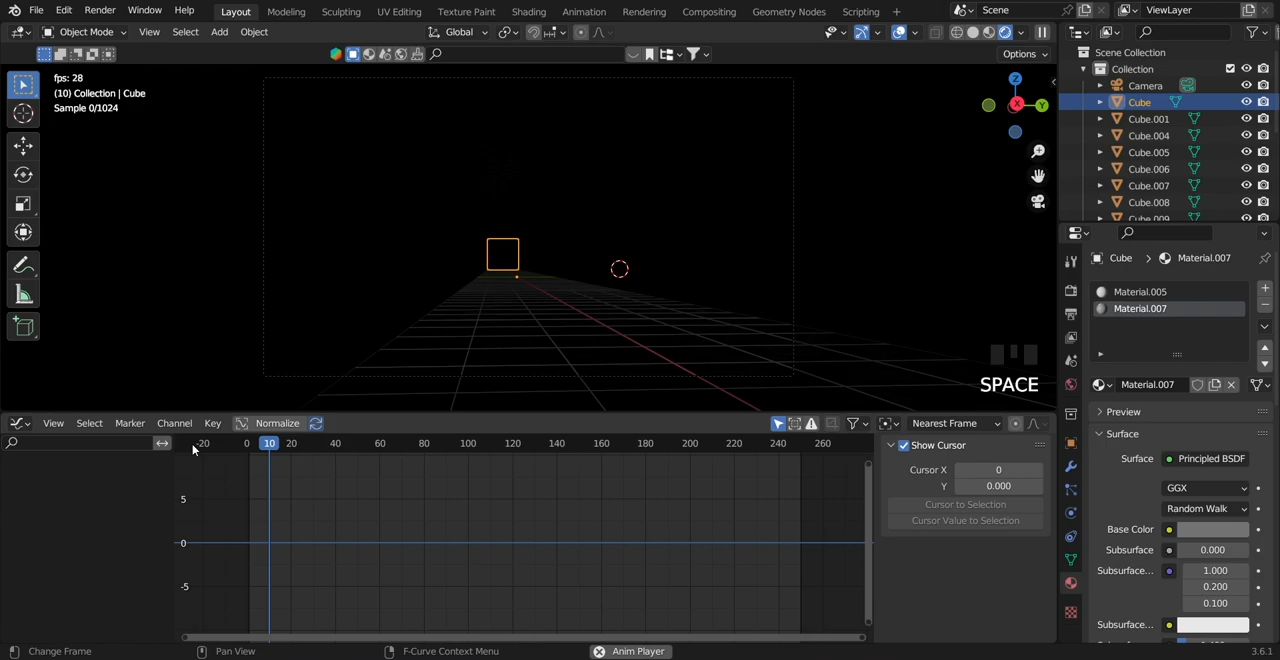 File Edit Render Window Help Layout Modeling Sculpting UV Editing Texture Paint Shading Animation Rendering Compositing Geometry Nodes Scripting + Scene ViewLayer
Object Mode View Select Add Object Global
Options
fps: 28
(10) Collection | Cube
Sample 0/1024
Z
Y
X
SPACE
Scene Collection
Collection
Camera
Cube
Cube.001
Cube.004
Cube.005
Cube.006
Cube.007
Cube.008
Cube.009
Cube Material.007
Material.005
Material.007
Material.007
Preview
Surface
Surface Principled BSDF
GGX
Random Walk
Base Color
Subsurface 0.000
Subsurface... 1.000
0.200
0.100
Subsurface...
View Select Marker Channel Key Normalize Nearest Frame
-20 0 10 20 40 60 80 100 120 140 160 180 200 220 240 260
5
0
-5
Show Cursor
Cursor X 0
Y 0.000
Cursor to Selection
Cursor Value to Selection
Change Frame Pan View F-Curve Context Menu Anim Player 3.6.1